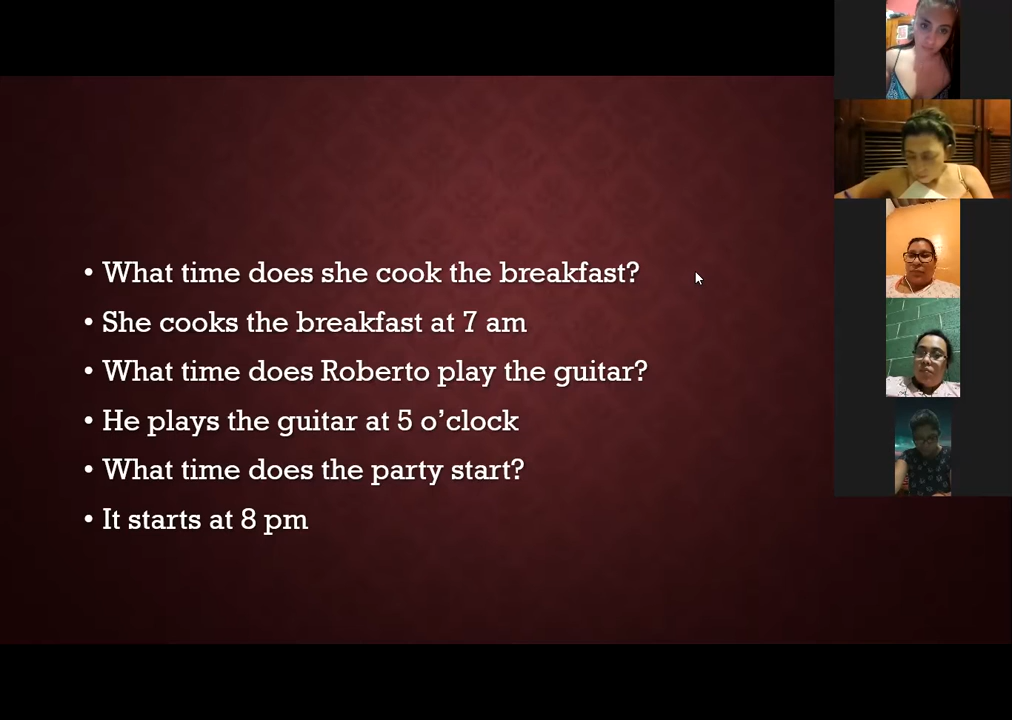 • What time does she cook the breakfast?
• She cooks the breakfast at 7 am
• What time does Roberto play the guitar?
• He plays the guitar at 5 o’clock
• What time does the party start?
• It starts at 8 pm